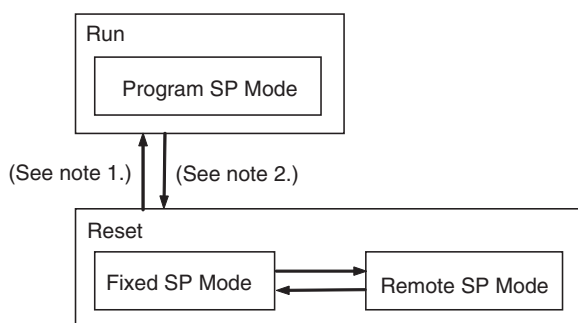 Run
Program SP Mode
(See note 1.)
(See note 2.)
Reset
Fixed SP Mode
Remote SP Mode